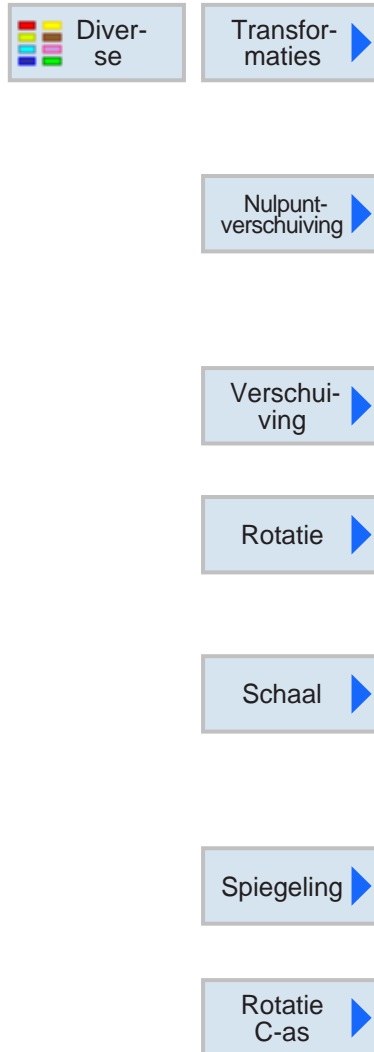 Diver-
se
Transfor-
maties
Nulpunt-
verschuiving
Verschui-
ving
Rotatie
Schaal
Spiegeling
Rotatie
C-as